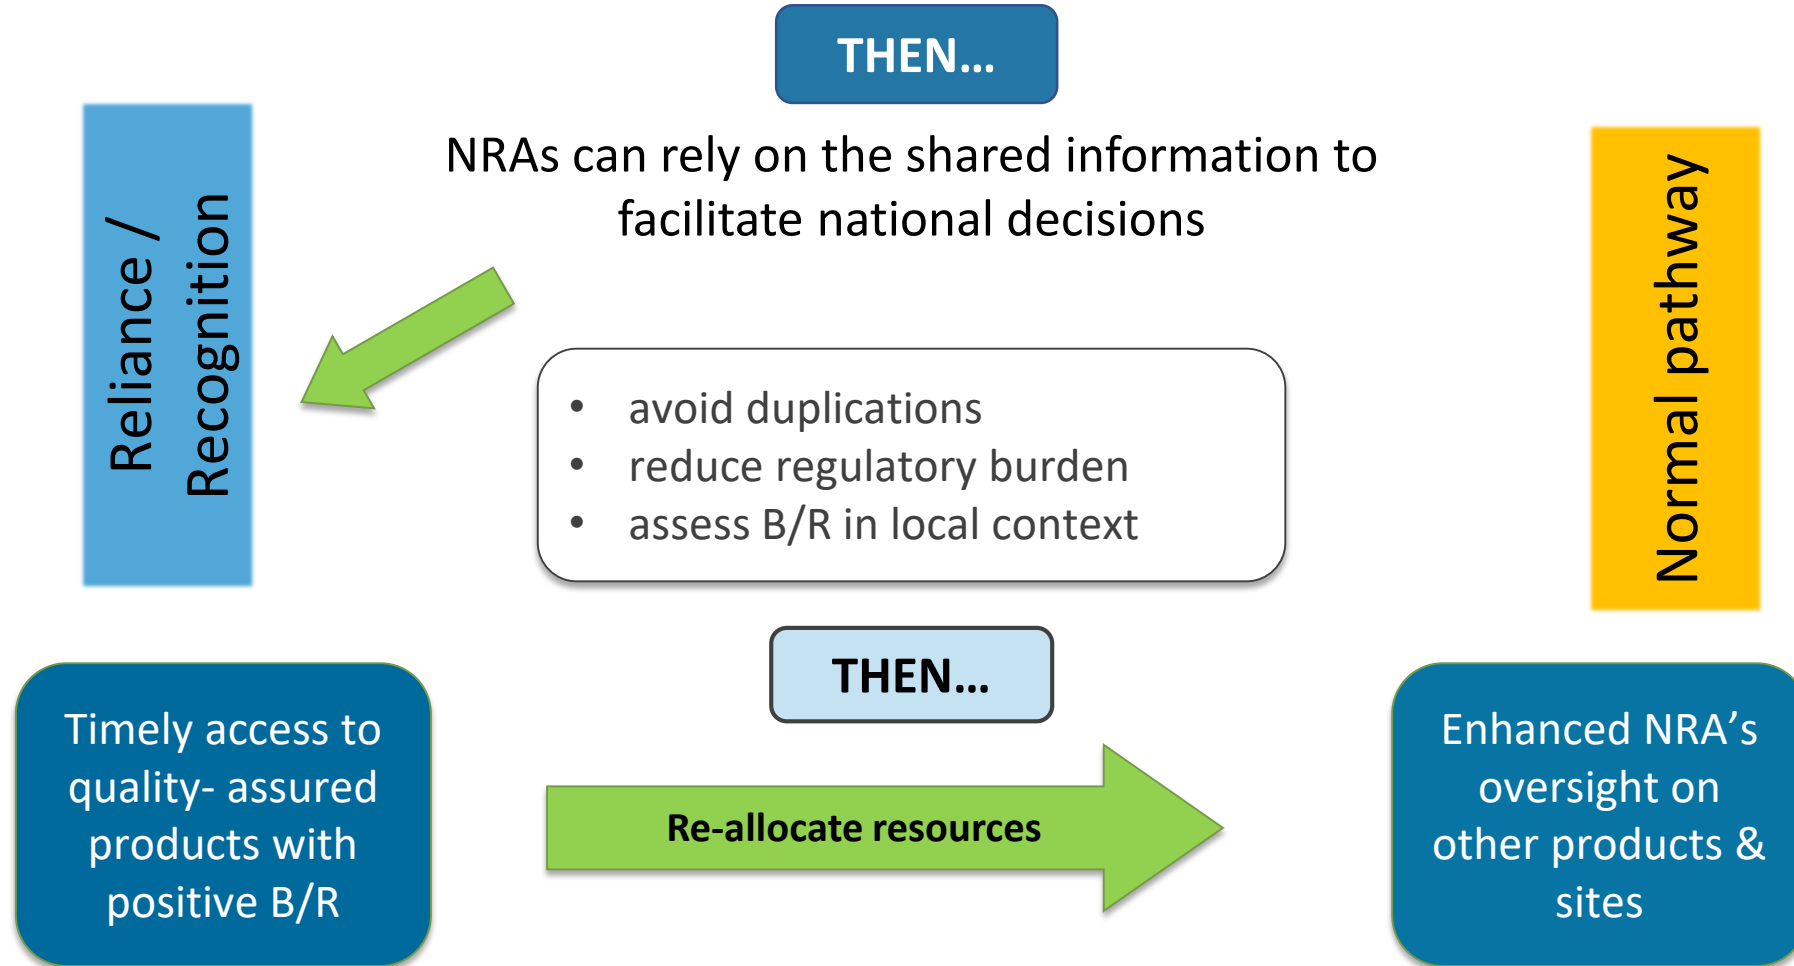 THEN…
NRAs can rely on the shared information to
facilitate national decisions
Reliance /
Recognition
• avoid duplications
• reduce regulatory burden
• assess B/R in local context
Normal pathway
THEN…
Timely access to
quality- assured
products with
positive B/R
Re-allocate resources
Enhanced NRA’s
oversight on
other products &
sites